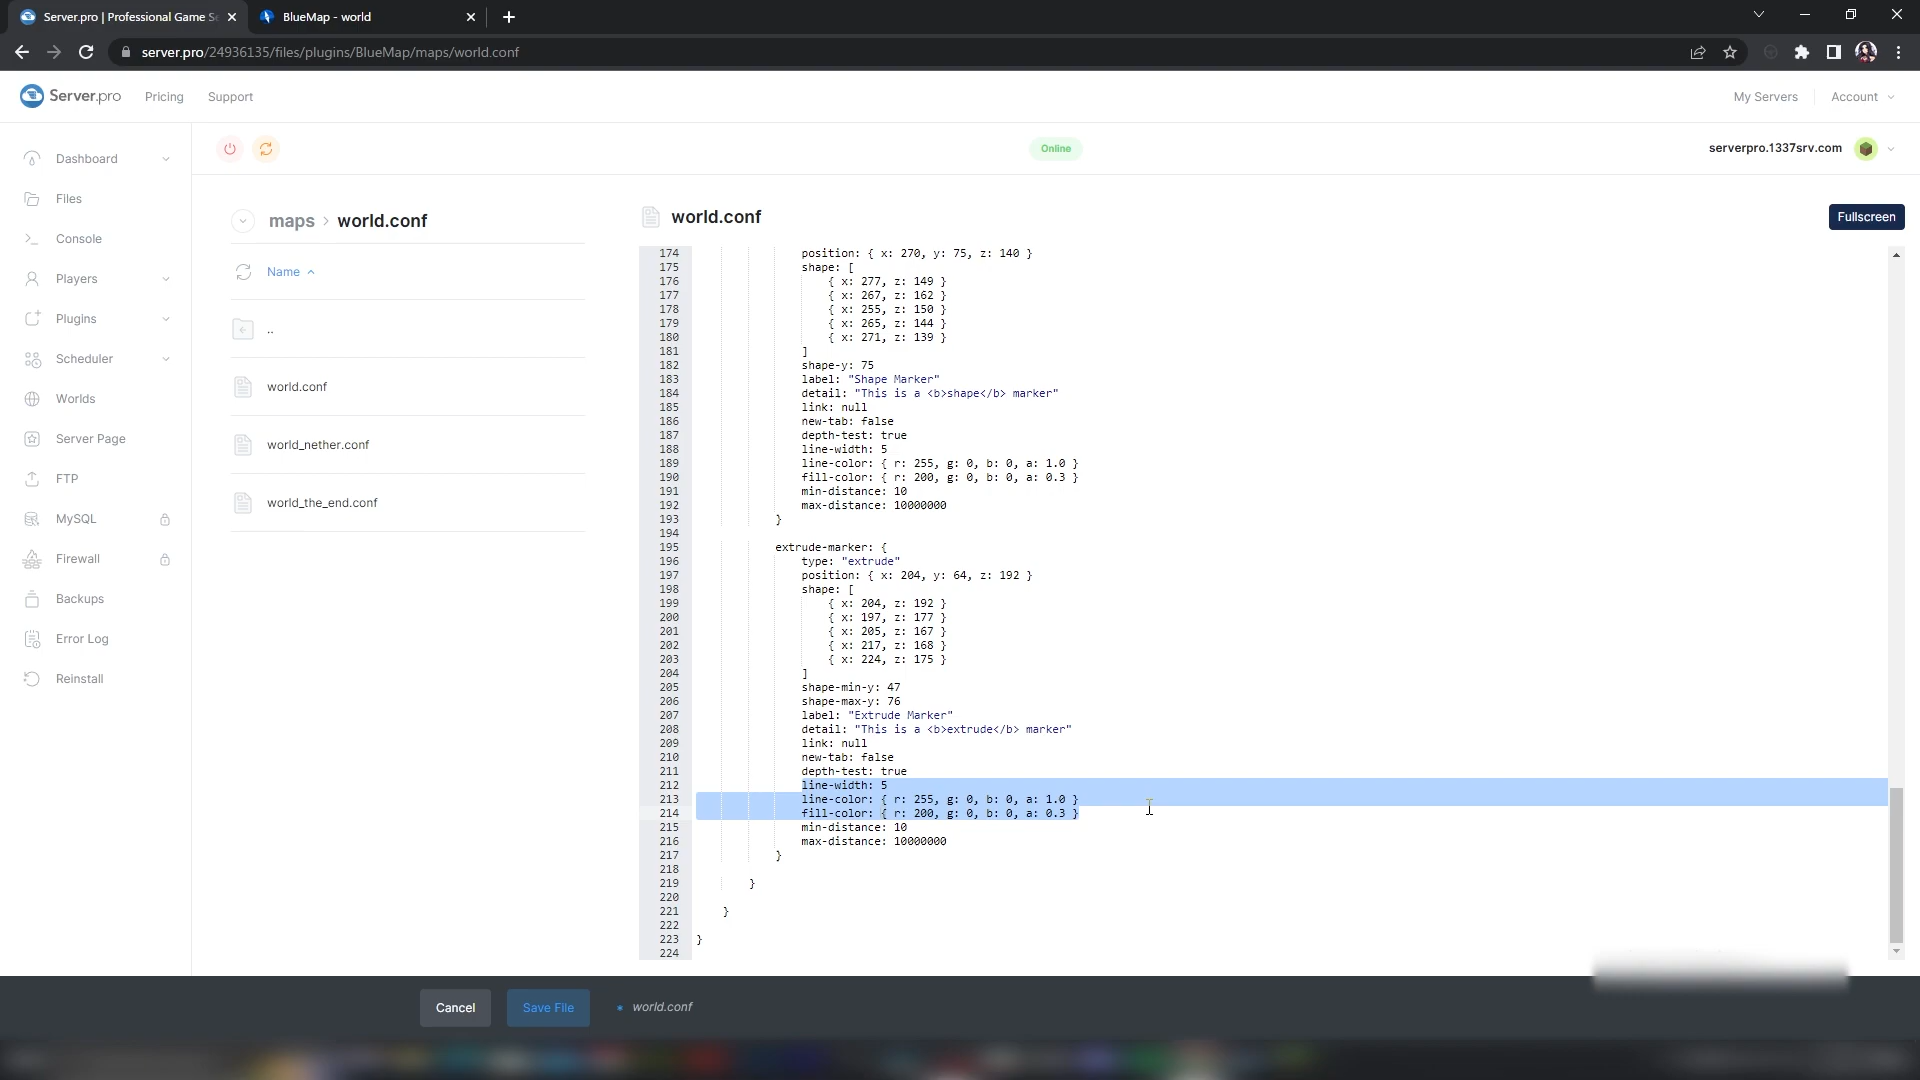 Server.pro | Professional Game Se
BlueMap - world
server.pro/24936135/files/plugins/BlueMap/maps/world.conf
Server.pro
Pricing
Support
My Servers
Account
Dashboard
Files
Console
Players
Plugins
Scheduler
Worlds
Server Page
FTP
MySQL
Firewall
Backups
Error Log
Reinstall
Online
serverpro.1337srv.com
maps > world.conf
Name
..
world.conf
world_nether.conf
world_the_end.conf
world.conf
Fullscreen
174 position: { x: 270, y: 75, z: 140 }
175 shape: [
176 { x: 277, z: 149 }
177 { x: 267, z: 162 }
178 { x: 255, z: 150 }
179 { x: 265, z: 144 }
180 { x: 271, z: 139 }
181 ]
182 shape-y: 75
183 label: "Shape Marker"
184 detail: "This is a <b>shape</b> marker"
185 link: null
186 new-tab: false
187 depth-test: true
188 line-width: 5
189 line-color: { r: 255, g: 0, b: 0, a: 1.0 }
190 fill-color: { r: 200, g: 0, b: 0, a: 0.3 }
191 min-distance: 10
192 max-distance: 10000000
193 }
194
195 extrude-marker: {
196 type: "extrude"
197 position: { x: 204, y: 64, z: 192 }
198 shape: [
199 { x: 204, z: 192 }
200 { x: 197, z: 177 }
201 { x: 205, z: 167 }
202 { x: 217, z: 168 }
203 { x: 224, z: 175 }
204 ]
205 shape-min-y: 47
206 shape-max-y: 76
207 label: "Extrude Marker"
208 detail: "This is a <b>extrude</b> marker"
209 link: null
210 new-tab: false
211 depth-test: true
212 line-width: 5
213 line-color: { r: 255, g: 0, b: 0, a: 1.0 }
214 fill-color: { r: 200, g: 0, b: 0, a: 0.3 }
215 min-distance: 10
216 max-distance: 10000000
217 }
218
219 }
220
221 }
222
223 }
224
Cancel
Save File
• world.conf